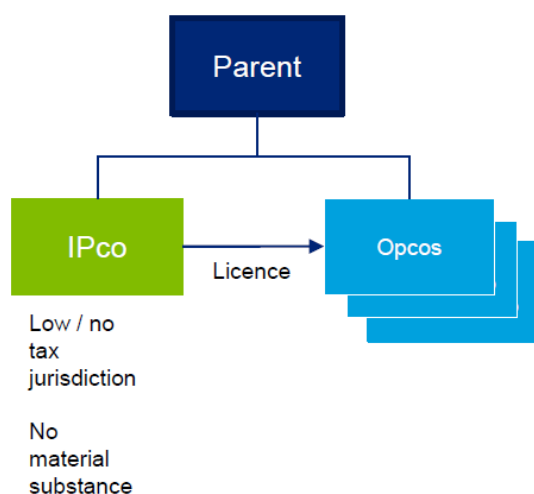 Parent
IPco
Licence
Opcos
Low / no
tax
jurisdiction
No
material
substance